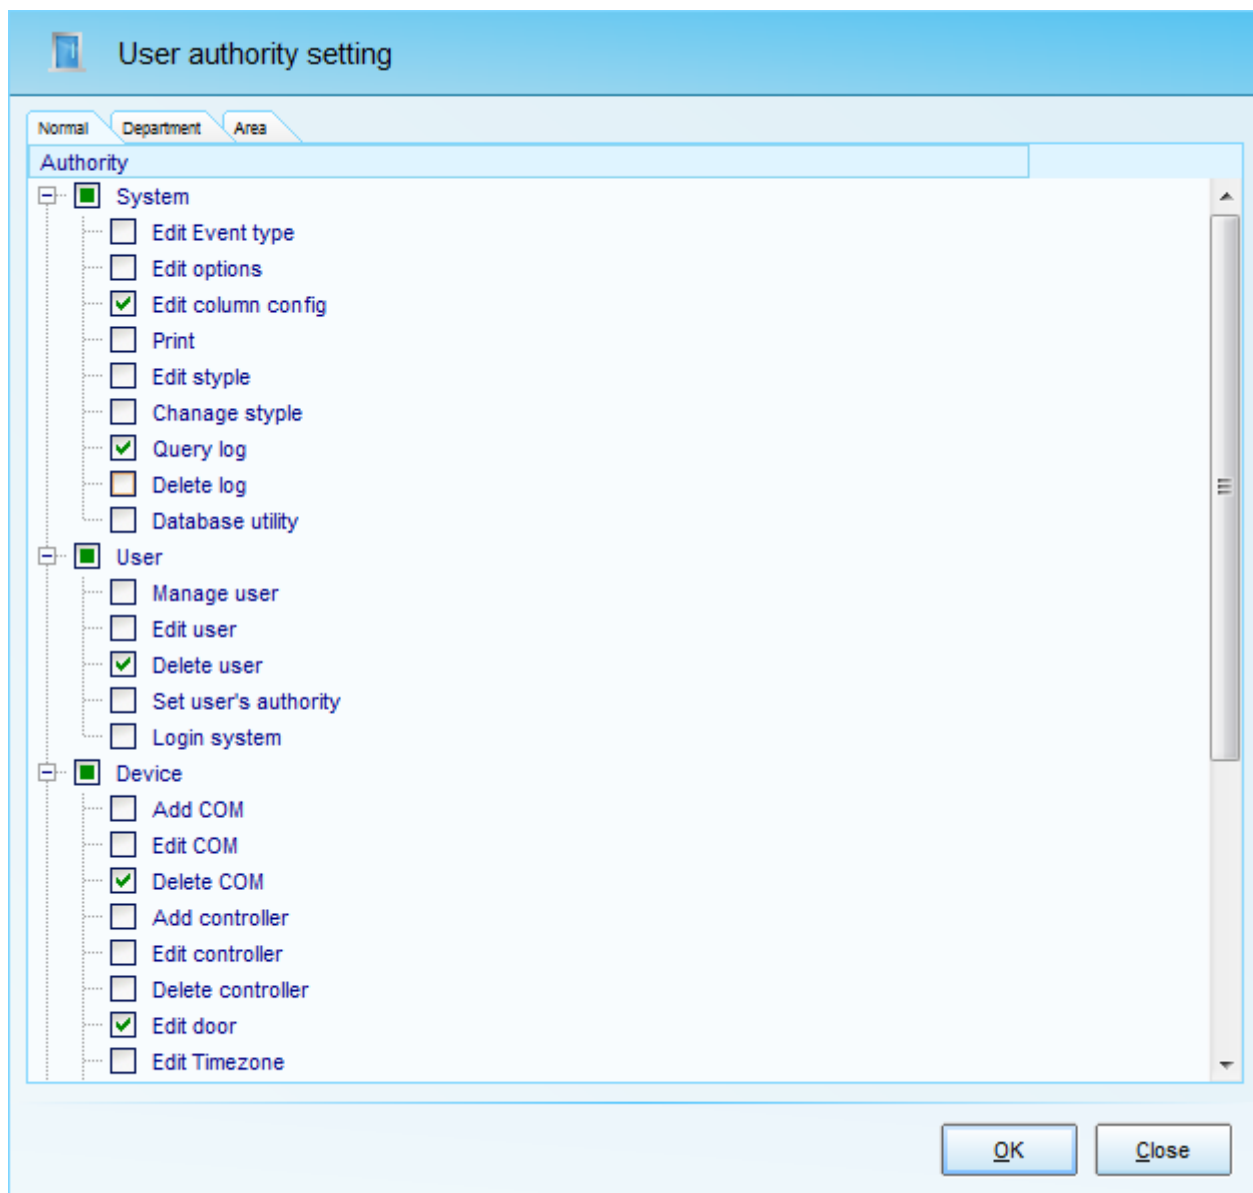 User authority setting
Normal Department Area
Authority
System
Edit Event type
Edit options
Edit column config
Print
Edit styple
Chanage styple
Query log
Delete log
Database utility
User
Manage user
Edit user
Delete user
Set user's authority
Login system
Device
Add COM
Edit COM
Delete COM
Add controller
Edit controller
Delete controller
Edit door
Edit Timezone
OK Close